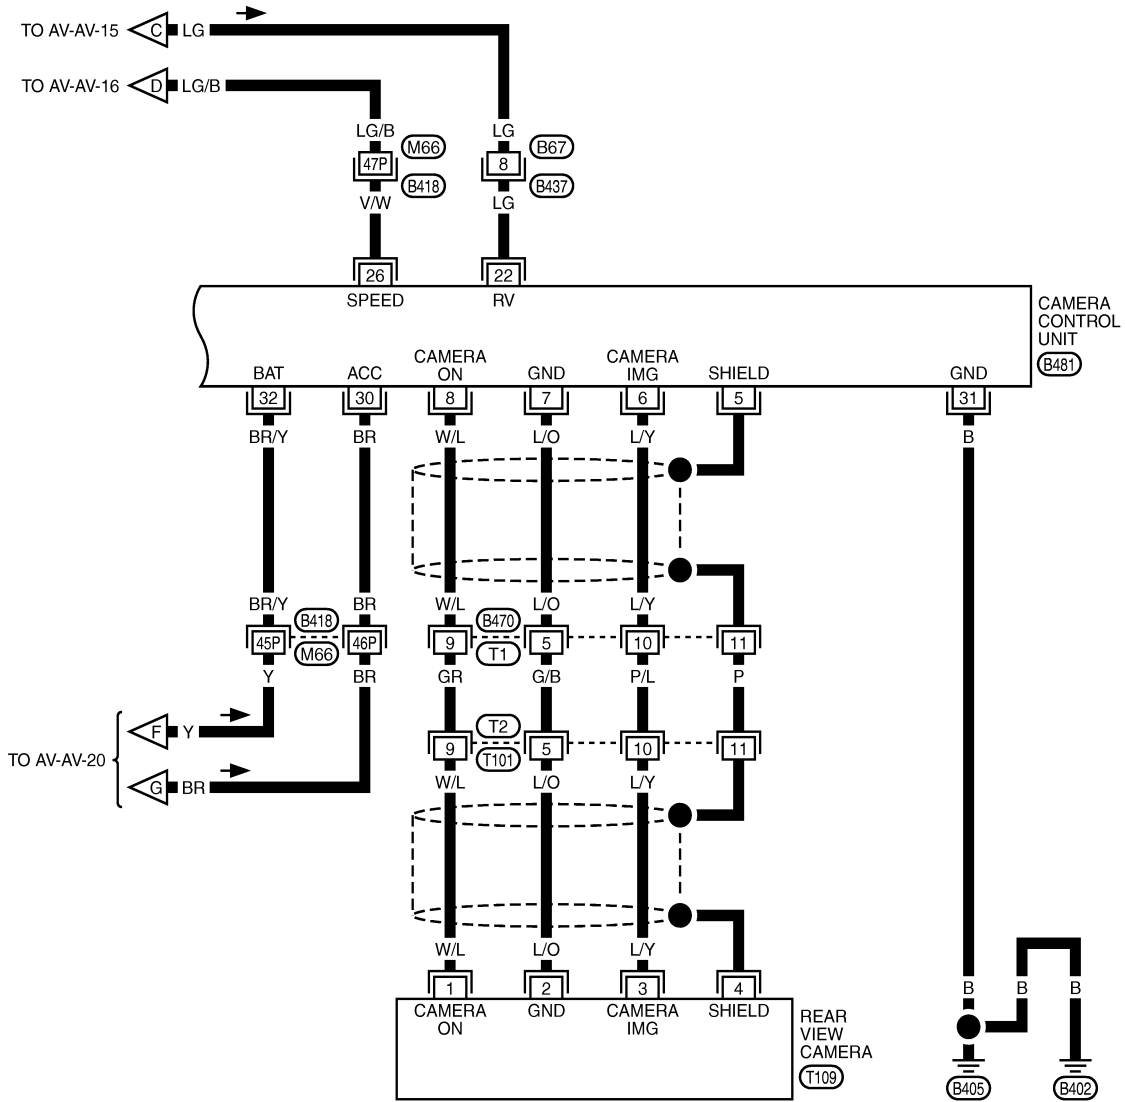 TO AV-AV-15 C LG
TO AV-AV-16 D LG/B
LG/B LG
M66 B67
47P 8
B418 B437
V/W LG
26 22
SPEED RV
CAMERA
CONTROL
UNIT
B481
BAT ACC CAMERA ON GND CAMERA IMG SHIELD GND
32 30 8 7 6 5 31
BR/Y BR W/L L/O L/Y B
BR/Y BR W/L L/O L/Y
B418 B470
45P 46P 9 5 10 11
M66 T1
Y BR GR G/B P/L P
F Y
T2
9 5 10 11
T101
TO AV-AV-20
G BR
W/L L/O L/Y
W/L L/O L/Y
B B B
1 2 3 4
CAMERA ON GND CAMERA IMG SHIELD
REAR
VIEW
CAMERA
T109
B405 B402